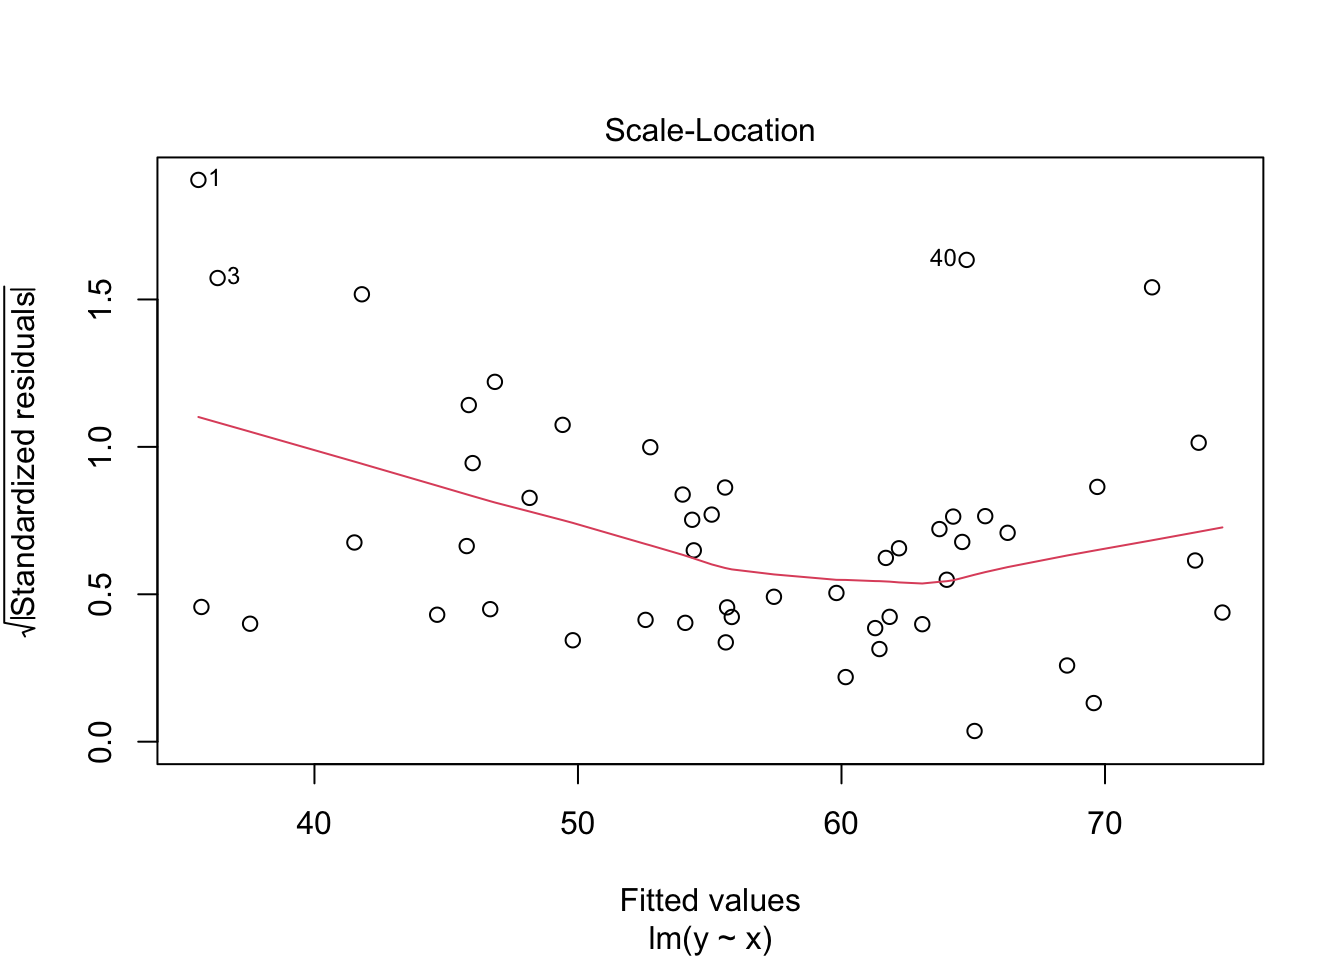 Scale-Location
√|Standardized residuals|
1.5
1.0
0.5
0.0
1
3
40
40 50 60 70
Fitted values
lm(y ~ x)